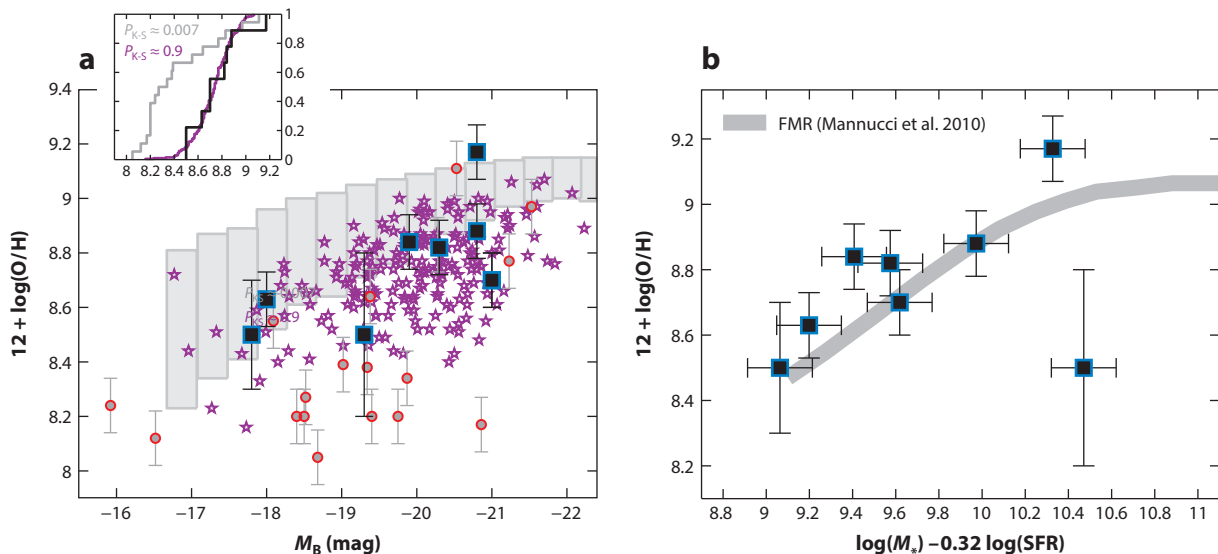 P_K-S ≈ 0.007
P_K-S ≈ 0.9
1
0.8
0.6
0.4
0.2
0
8 8.2 8.4 8.6 8.8 9 9.2
a
9.4
9.2
9
8.8
8.6
8.4
8.2
8
12 + log(O/H)
−16 −17 −18 −19 −20 −21 −22
M_B (mag)
b
FMR (Mannucci et al. 2010)
9.2
9.0
8.8
8.6
8.4
8.2
12 + log(O/H)
8.8 9 9.2 9.4 9.6 9.8 10 10.2 10.4 10.6 10.8 11
log(M_*) −0.32 log(SFR)